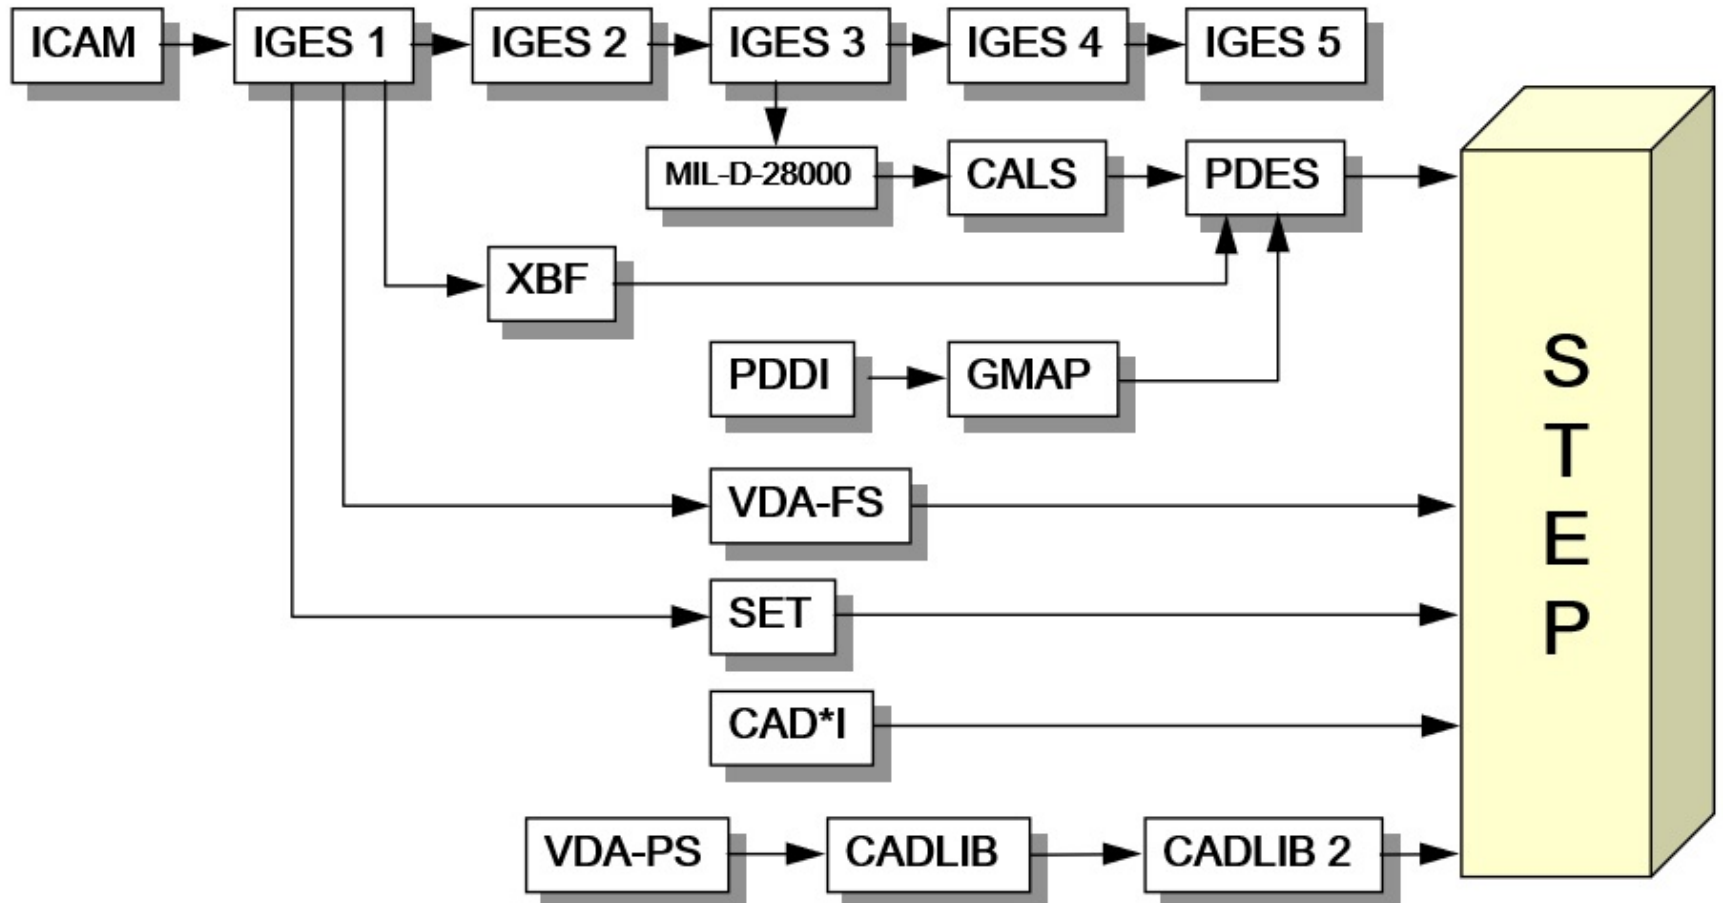 ICAM
IGES 1
IGES 2
IGES 3
IGES 4
IGES 5
MIL-D-28000
CALS
PDES
XBF
PDDI
GMAP
VDA-FS
SET
CAD*I
VDA-PS
CADLIB
CADLIB 2
S
T
E
P